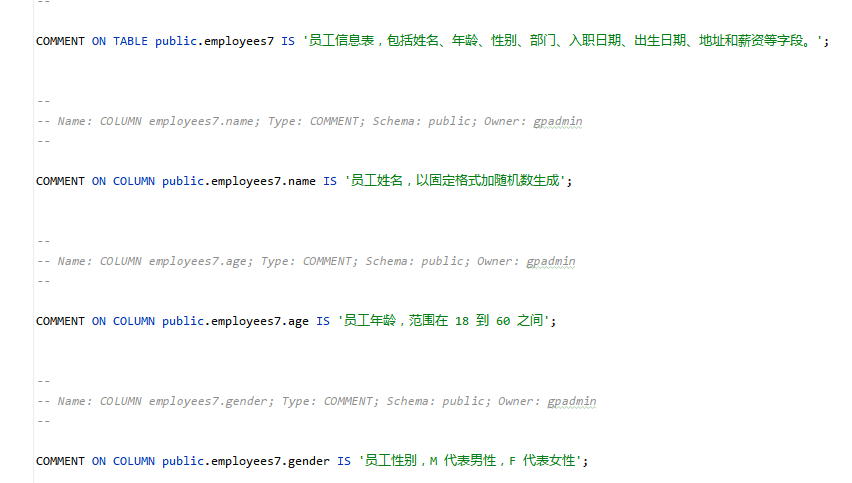 --
COMMENT ON TABLE public.employees7 IS '员工信息表，包括姓名、年龄、性别、部门、入职日期、出生日期、地址和薪资等字段。';
--
-- Name: COLUMN employees7.name; Type: COMMENT; Schema: public; Owner: gpadmin
--
COMMENT ON COLUMN public.employees7.name IS '员工姓名，以固定格式加随机数生成';
--
-- Name: COLUMN employees7.age; Type: COMMENT; Schema: public; Owner: gpadmin
--
COMMENT ON COLUMN public.employees7.age IS '员工年龄，范围在 18 到 60 之间';
--
-- Name: COLUMN employees7.gender; Type: COMMENT; Schema: public; Owner: gpadmin
--
COMMENT ON COLUMN public.employees7.gender IS '员工性别，M 代表男性，F 代表女性';